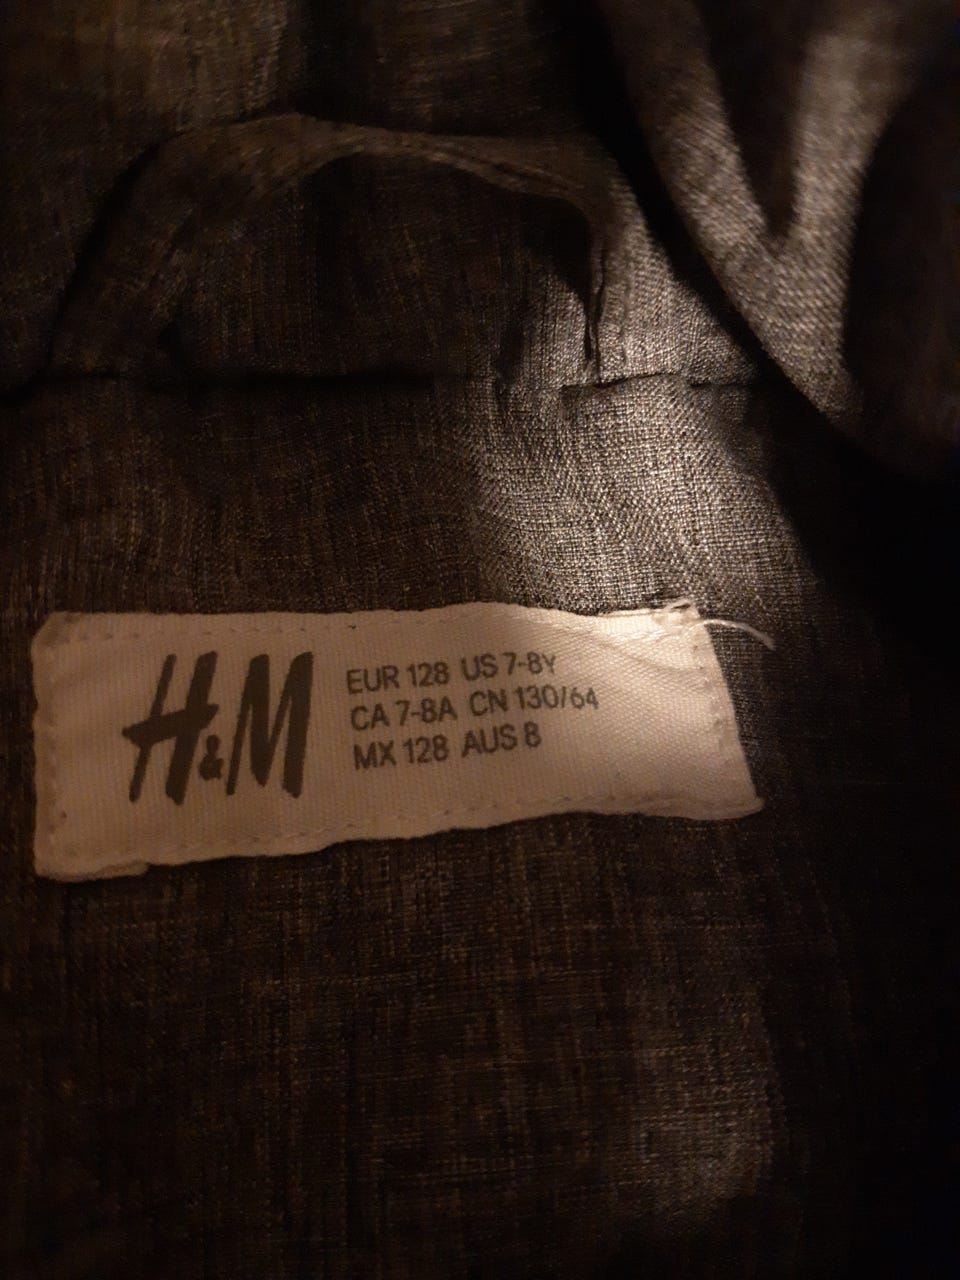 H&M
EUR 128 US 7-8Y
CA 7-8A CN 130/64
MX 128 AUS 8